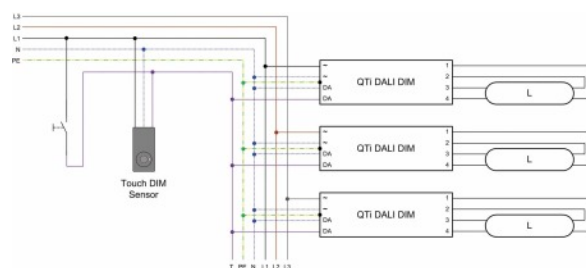 L3
L2
L1
N
PE
~
~
DA
DA
QTi DALI DIM
1
2
3
4
L
~
~
DA
DA
QTi DALI DIM
1
2
3
4
L
~
~
DA
DA
QTi DALI DIM
1
2
3
4
L
Touch DIM
Sensor
T PE N L1 L2 L3